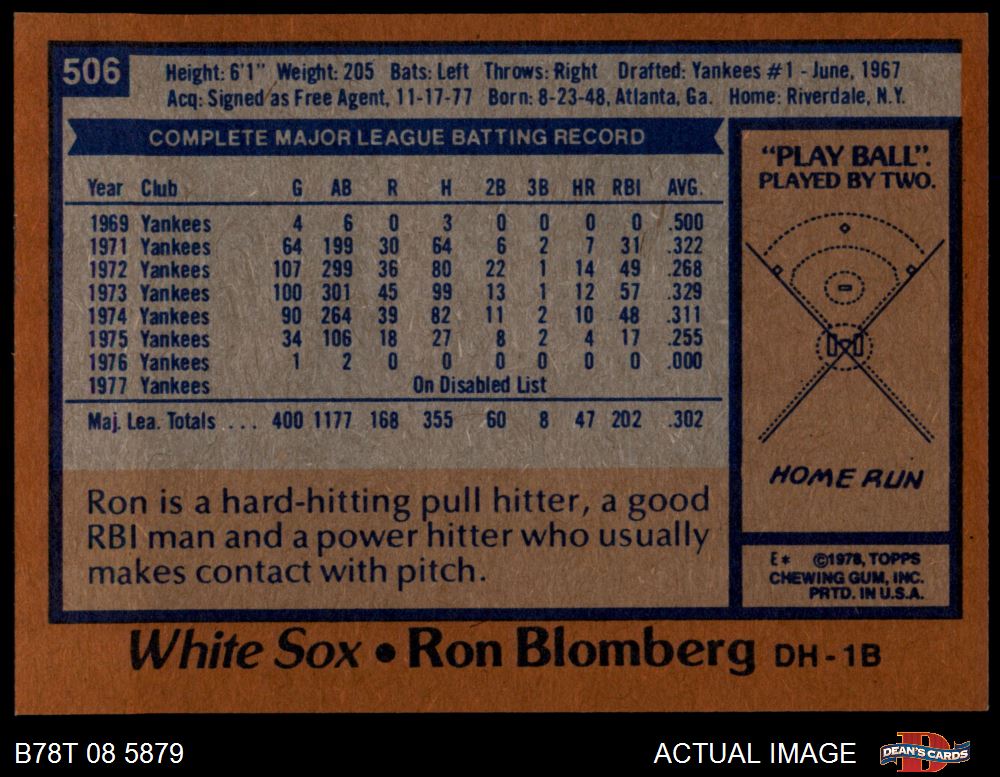 506
Height: 6'1" Weight: 205 Bats: Left Throws: Right Drafted: Yankees #1 - June, 1967
Acq: Signed as Free Agent, 11-17-77 Born: 8-23-48, Atlanta, Ga. Home: Riverdale, N.Y.
COMPLETE MAJOR LEAGUE BATTING RECORD
Year Club G AB R H 2B 3B HR RBI AVG.
1969 Yankees 4 6 0 3 0 0 0 0 .500
1971 Yankees 64 199 30 64 6 2 7 31 .322
1972 Yankees 107 299 36 80 22 1 14 49 .268
1973 Yankees 100 301 45 99 13 1 12 57 .329
1974 Yankees 90 264 39 82 11 2 10 48 .311
1975 Yankees 34 106 18 27 8 2 4 17 .255
1976 Yankees 1 2 0 0 0 0 0 0 .000
1977 Yankees On Disabled List
Maj. Lea. Totals ... 400 1177 168 355 60 8 47 202 .302
Ron is a hard-hitting pull hitter, a good
RBI man and a power hitter who usually
makes contact with pitch.
"PLAY BALL".
PLAYED BY TWO.
HOME RUN
E* ©1978, TOPPS
CHEWING GUM, INC.
PRTD. IN U.S.A.
White Sox • Ron Blomberg DH - 1B
B78T 08 5879
ACTUAL IMAGE
D
DEAN'S CARDS